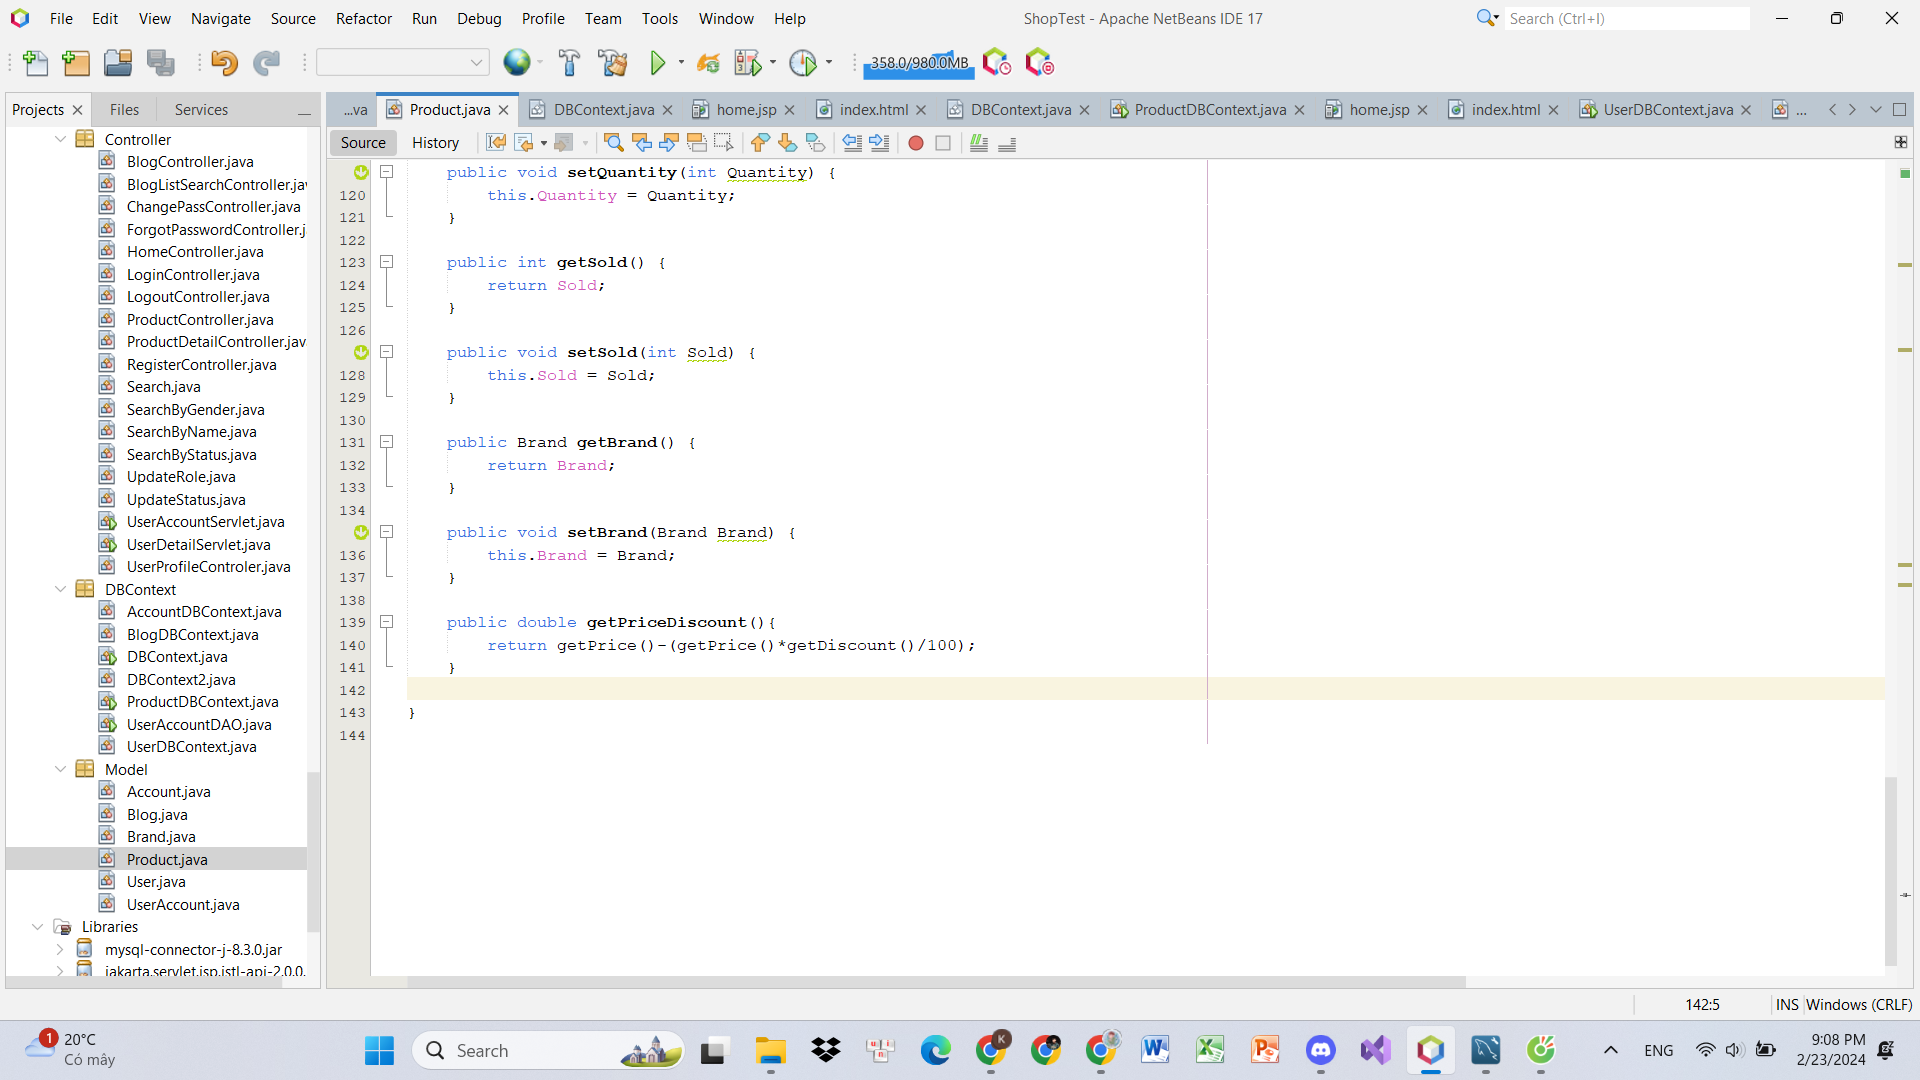 File Edit View Navigate Source Refactor Run Debug Profile Team Tools Window Help
ShopTest - Apache NetBeans IDE 17
Search (Ctrl+I)
358.0/980.0MB
Projects Files Services
...va Product.java DBContext.java home.jsp index.html DBContext.java ProductDBContext.java home.jsp index.html UserDBContext.java ...
Source History
Controller
BlogController.java
BlogListSearchController.jav
ChangePassController.java
ForgotPasswordController.j
HomeController.java
LoginController.java
LogoutController.java
ProductController.java
ProductDetailController.jav
RegisterController.java
Search.java
SearchByGender.java
SearchByName.java
SearchByStatus.java
UpdateRole.java
UpdateStatus.java
UserAccountServlet.java
UserDetailServlet.java
UserProfileControler.java
DBContext
AccountDBContext.java
BlogDBContext.java
DBContext.java
DBContext2.java
ProductDBContext.java
UserAccountDAO.java
UserDBContext.java
Model
Account.java
Blog.java
Brand.java
Product.java
User.java
UserAccount.java
Libraries
mysql-connector-j-8.3.0.jar
jakarta.servlet.jsp.jstl-api-2.0.0.
public void setQuantity(int Quantity) {
120 this.Quantity = Quantity;
121 }
122
123 public int getSold() {
124 return Sold;
125 }
126
public void setSold(int Sold) {
128 this.Sold = Sold;
129 }
130
131 public Brand getBrand() {
132 return Brand;
133 }
134
public void setBrand(Brand Brand) {
136 this.Brand = Brand;
137 }
138
139 public double getPriceDiscount(){
140 return getPrice()-(getPrice()*getDiscount()/100);
141 }
142
143 }
144
142:5 INS Windows (CRLF)
1
20°C
Có mây
Search
K
ENG
9:08 PM
2/23/2024